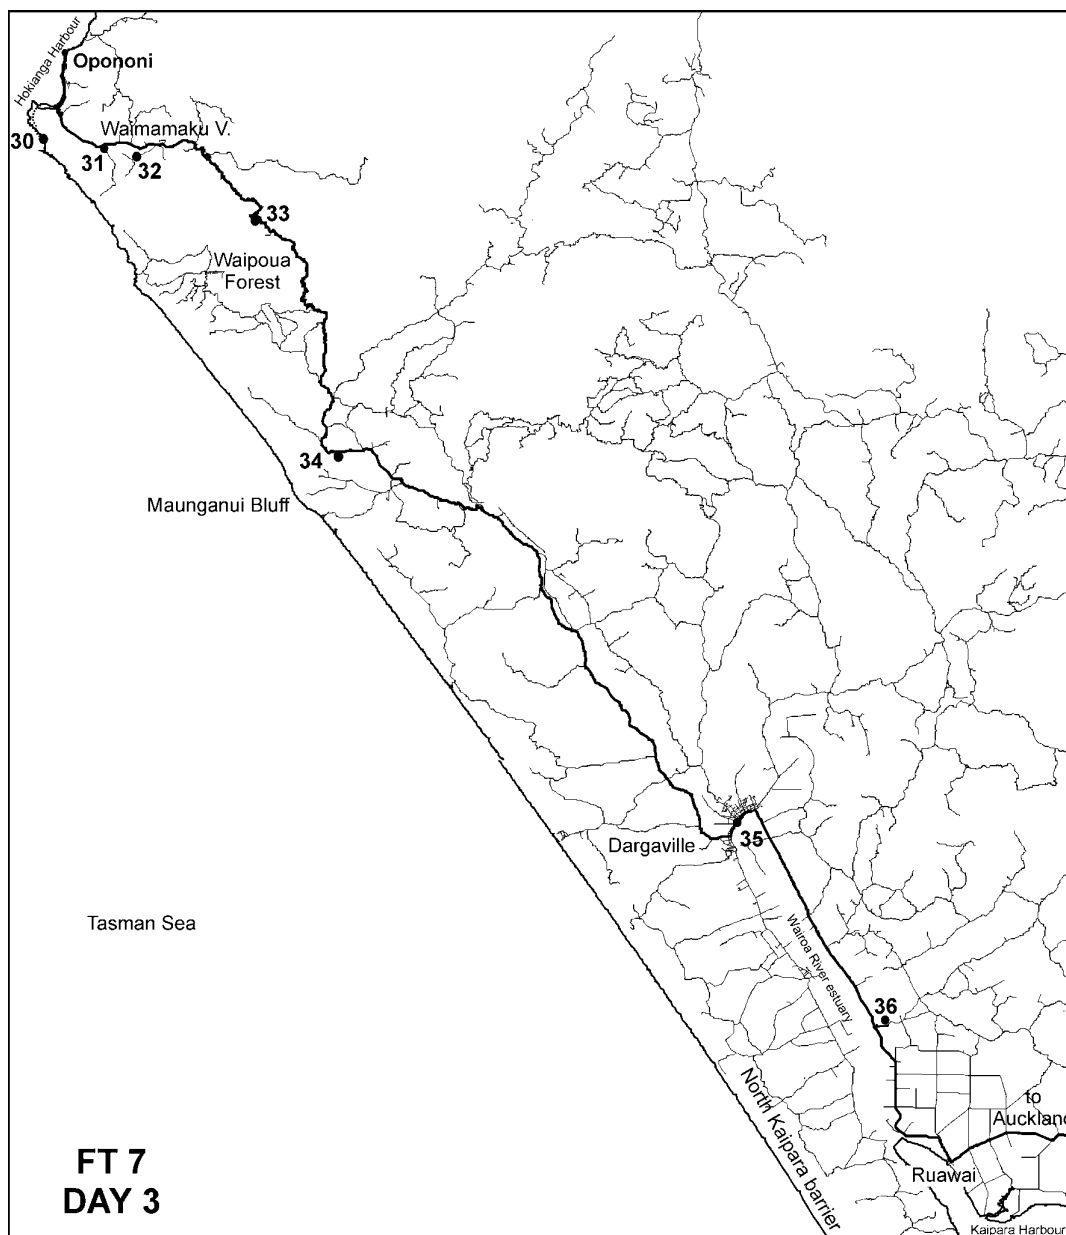 Hokianga Harbour
Opononi
Waimamaku V.
30
31
32
33
Waipoua
Forest
34
Maunganui Bluff
35
Dargaville
Tasman Sea
Wairoa River estuary
36
North Kaipara barrier
to
Auckland
Ruawai
Kaipara Harbour
FT 7
DAY 3